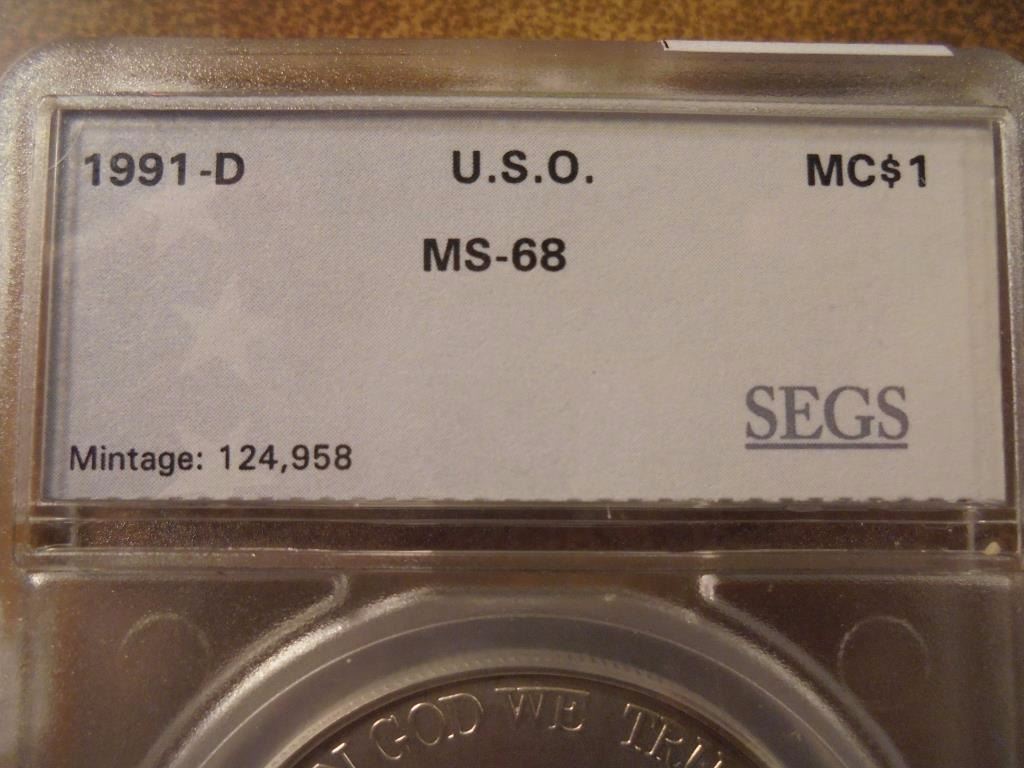 1991-D U.S.O. MC$1
MS-68
SEGS
Mintage: 124,958
GOD WE